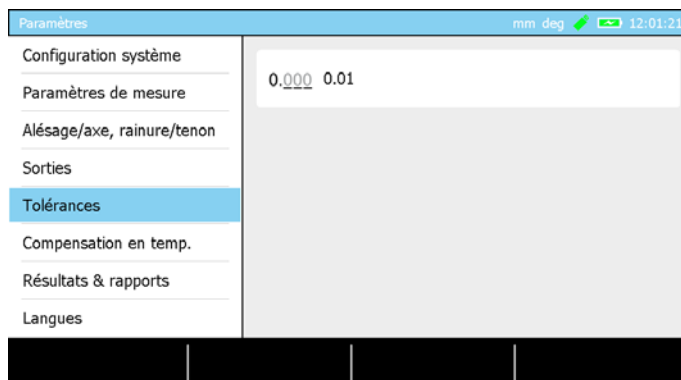 Paramètres mm deg 12:01:21
Configuration système
Paramètres de mesure
Alésage/axe, rainure/tenon
Sorties
Tolérances
Compensation en temp.
Résultats & rapports
Langues
0.000 0.01